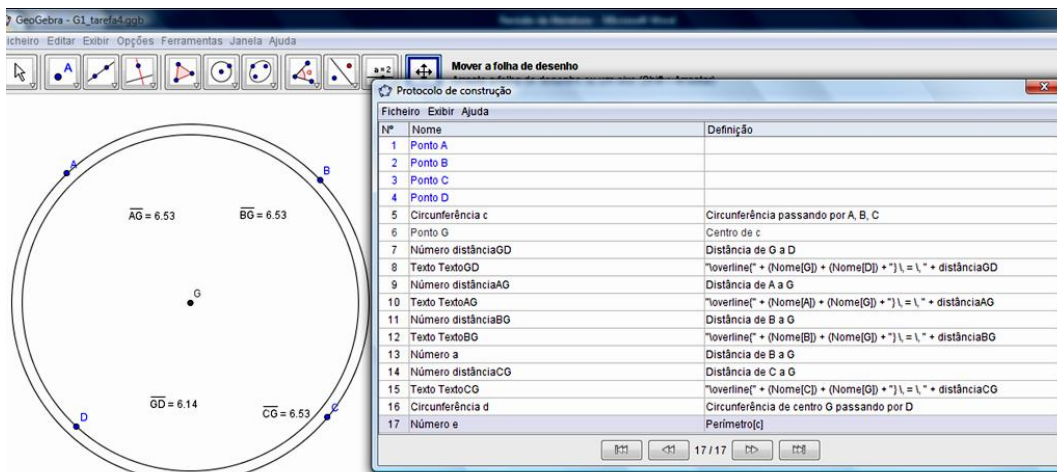 GeoGebra - G1_tarefa4.ggb
icheiro Editar Exibir Opções Ferramentas Janela Ajuda
A
a=2
Mover a folha de desenho
Protocolo de construção
Ficheiro Exibir Ajuda
Nº Nome Definição
1 Ponto A
2 Ponto B
3 Ponto C
4 Ponto D
5 Circunferência c Circunferência passando por A, B, C
6 Ponto G Centro de c
7 Número distânciaGD Distância de G a D
8 Texto TextoGD "\overline{" + (Nome[G]) + (Nome[D]) + "} \, = \, " + distânciaGD
9 Número distânciaAG Distância de A a G
10 Texto TextoAG "\overline{" + (Nome[A]) + (Nome[G]) + "} \, = \, " + distânciaAG
11 Número distânciaBG Distância de B a G
12 Texto TextoBG "\overline{" + (Nome[B]) + (Nome[G]) + "} \, = \, " + distânciaBG
13 Número a Distância de B a G
14 Número distânciaCG Distância de C a G
15 Texto TextoCG "\overline{" + (Nome[C]) + (Nome[G]) + "} \, = \, " + distânciaCG
16 Circunferência d Circunferência de centro G passando por D
17 Número e Perímetro[c]
17 / 17
A
B
AG = 6.53
BG = 6.53
G
GD = 6.14
CG = 6.53
C
D